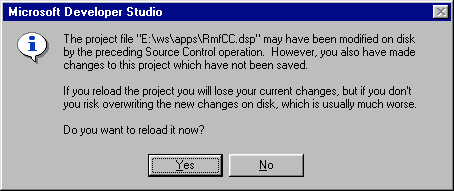 Microsoft Developer Studio
The project file "E:\ws\apps\RmfCC.dsp" may have been modified on disk
by the preceding Source Control operation.  However, you also have made
changes to this project which have not been saved.
If you reload the project you will lose your current changes, but if you don't
you risk overwriting the new changes on disk, which is usually much worse.
Do you want to reload it now?
Yes No